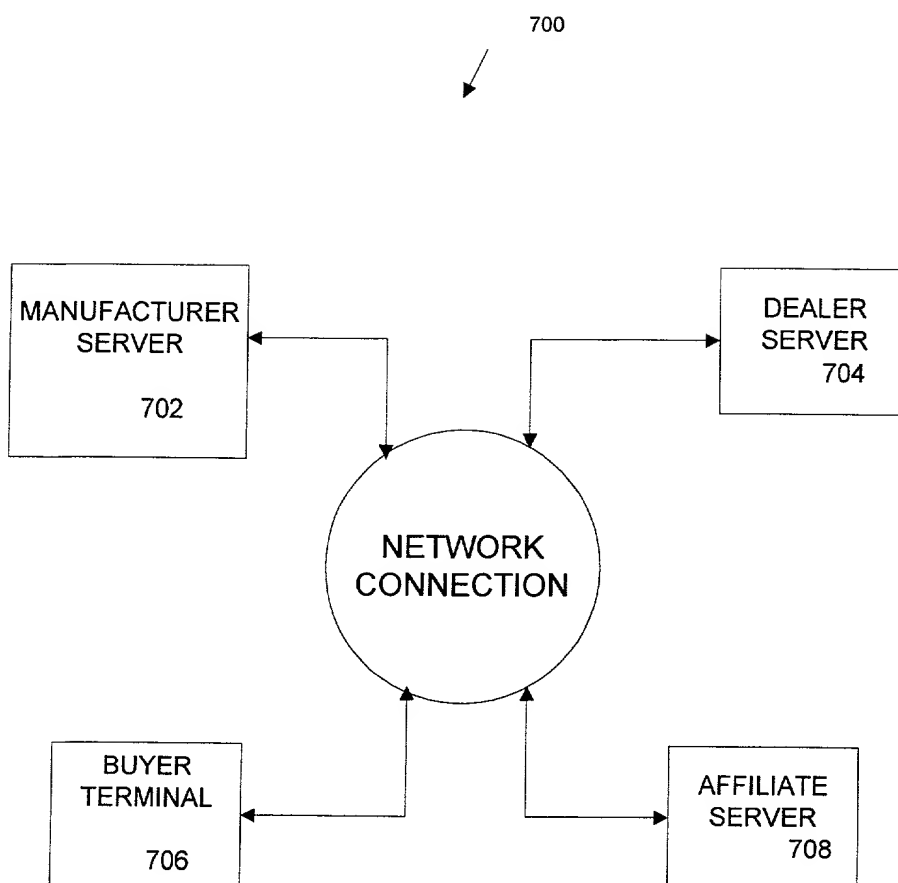 700
MANUFACTURER
SERVER
702
DEALER
SERVER
704
NETWORK
CONNECTION
BUYER
TERMINAL
706
AFFILIATE
SERVER
708